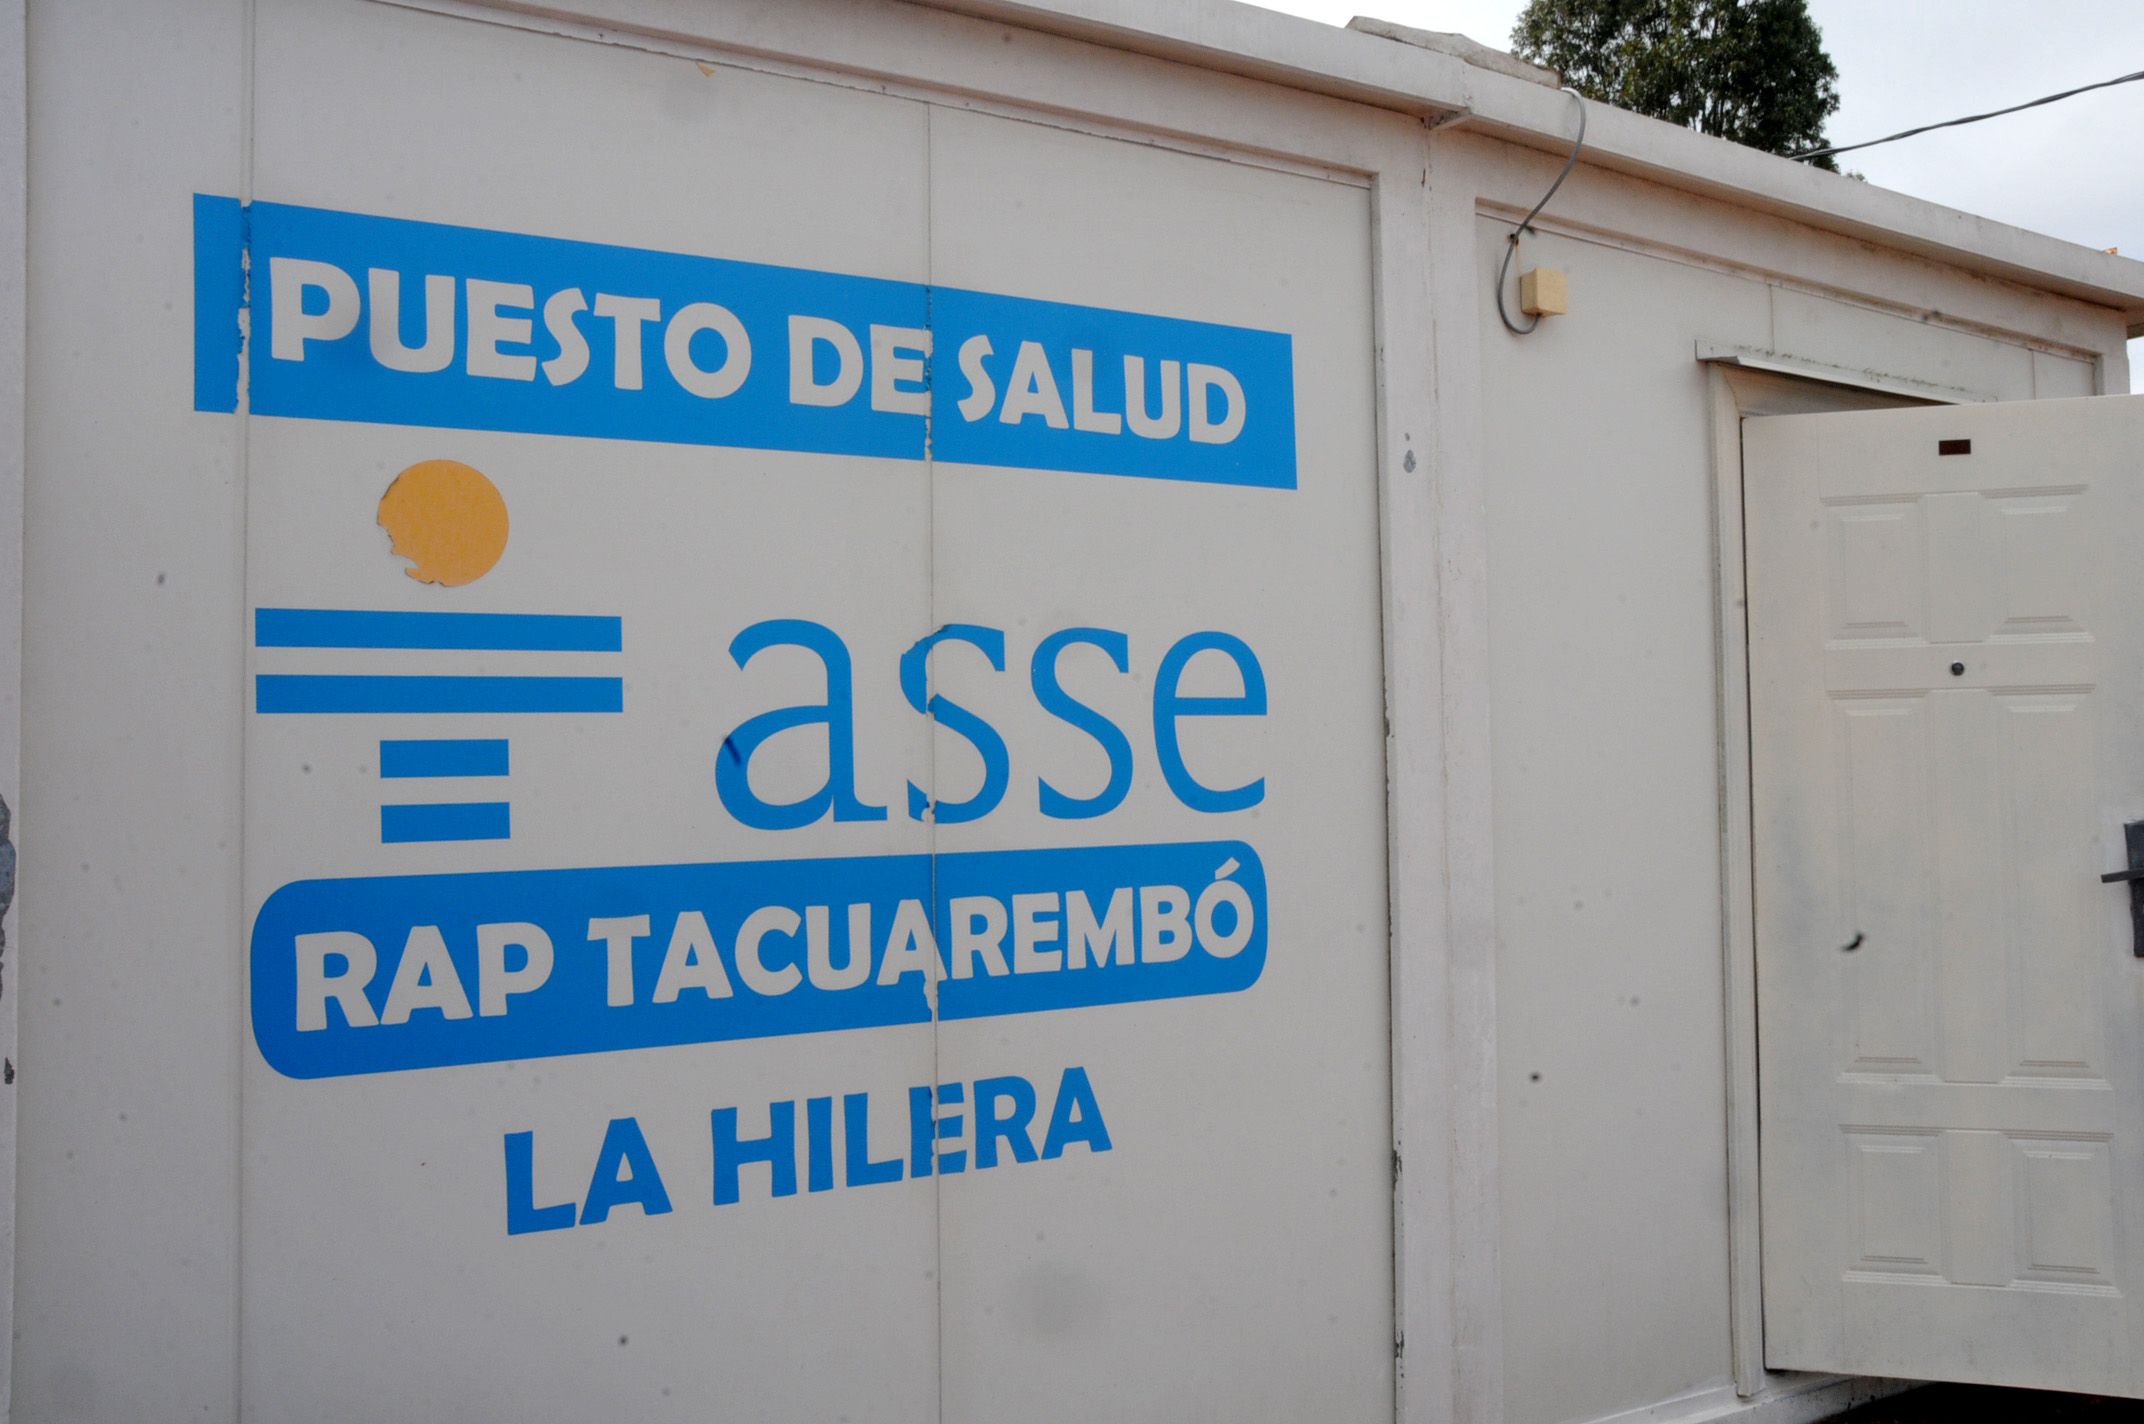 PUESTO DE SALUD
asse
RAP TACUAREMBÓ
LA HILERA